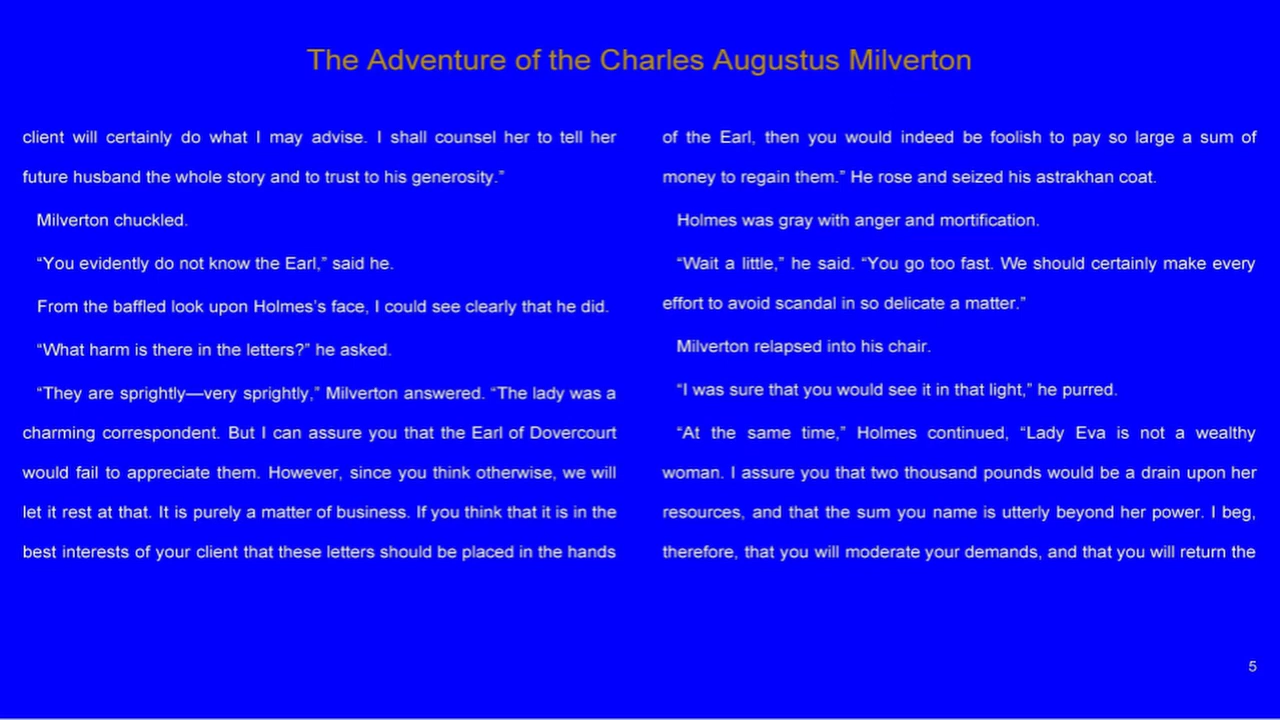 The Adventure of the Charles Augustus Milverton
client will certainly do what I may advise. I shall counsel her to tell her
future husband the whole story and to trust to his generosity.”
Milverton chuckled.
“You evidently do not know the Earl,” said he.
From the baffled look upon Holmes’s face, I could see clearly that he did.
“What harm is there in the letters?” he asked.
“They are sprightly—very sprightly,” Milverton answered. “The lady was a
charming correspondent. But I can assure you that the Earl of Dovercourt
would fail to appreciate them. However, since you think otherwise, we will
let it rest at that. It is purely a matter of business. If you think that it is in the
best interests of your client that these letters should be placed in the hands
of the Earl, then you would indeed be foolish to pay so large a sum of
money to regain them.” He rose and seized his astrakhan coat.
Holmes was gray with anger and mortification.
“Wait a little,” he said. “You go too fast. We should certainly make every
effort to avoid scandal in so delicate a matter.”
Milverton relapsed into his chair.
“I was sure that you would see it in that light,” he purred.
“At the same time,” Holmes continued, “Lady Eva is not a wealthy
woman. I assure you that two thousand pounds would be a drain upon her
resources, and that the sum you name is utterly beyond her power. I beg,
therefore, that you will moderate your demands, and that you will return the
5